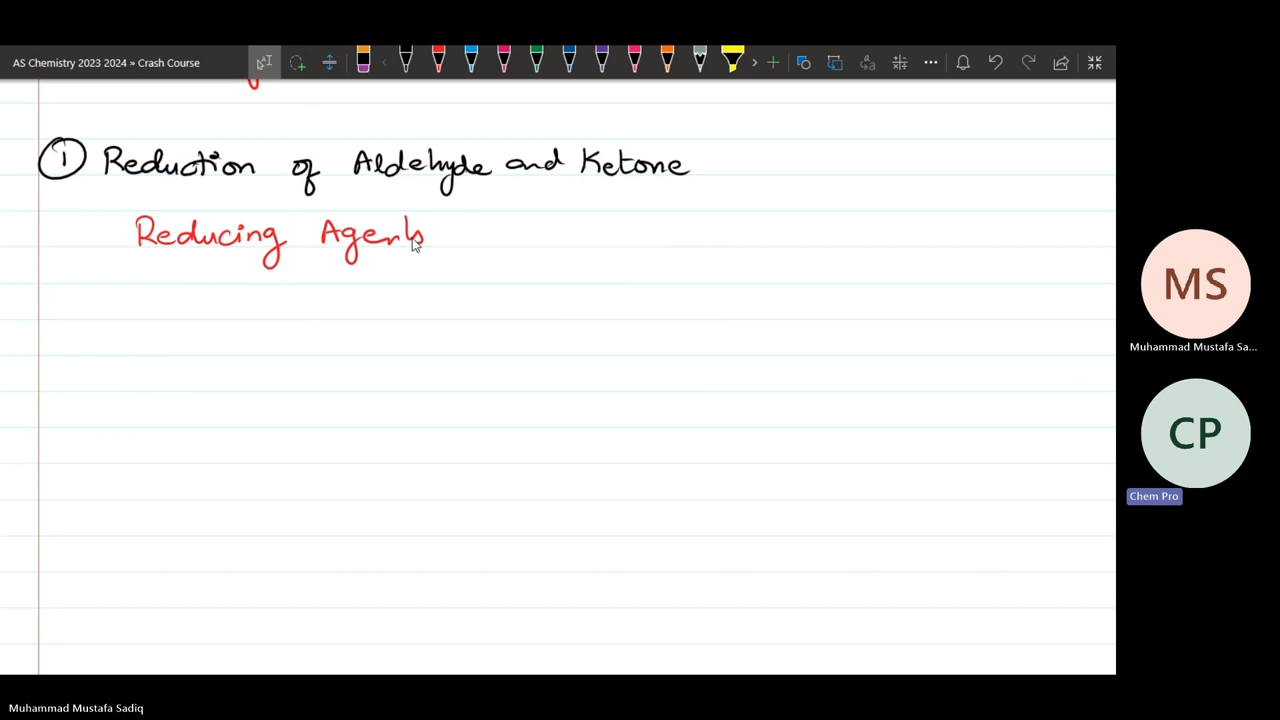 AS Chemistry 2023 2024 » Crash Course
① Reduction of Aldehyde and Ketone
Reducing Agents
MS
Muhammad Mustafa Sa...
CP
Chem Pro
Muhammad Mustafa Sadiq